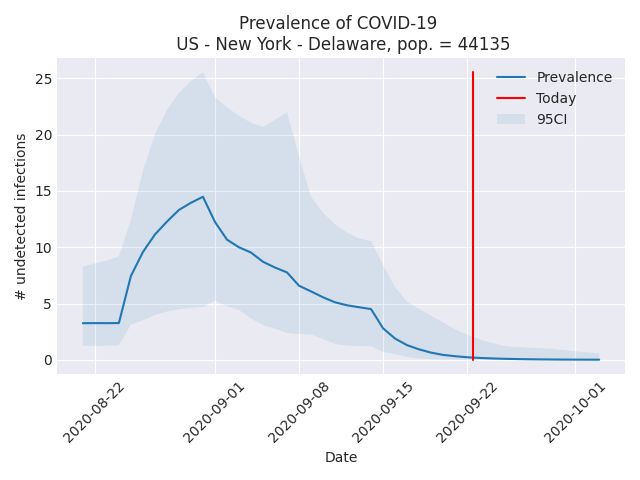 Prevalence of COVID-19
US - New York - Delaware, pop. = 44135
# undetected infections
25
20
15
10
5
0
Prevalence
Today
95CI
2020-08-22
2020-09-01
2020-09-08
2020-09-15
2020-09-22
2020-10-01
Date